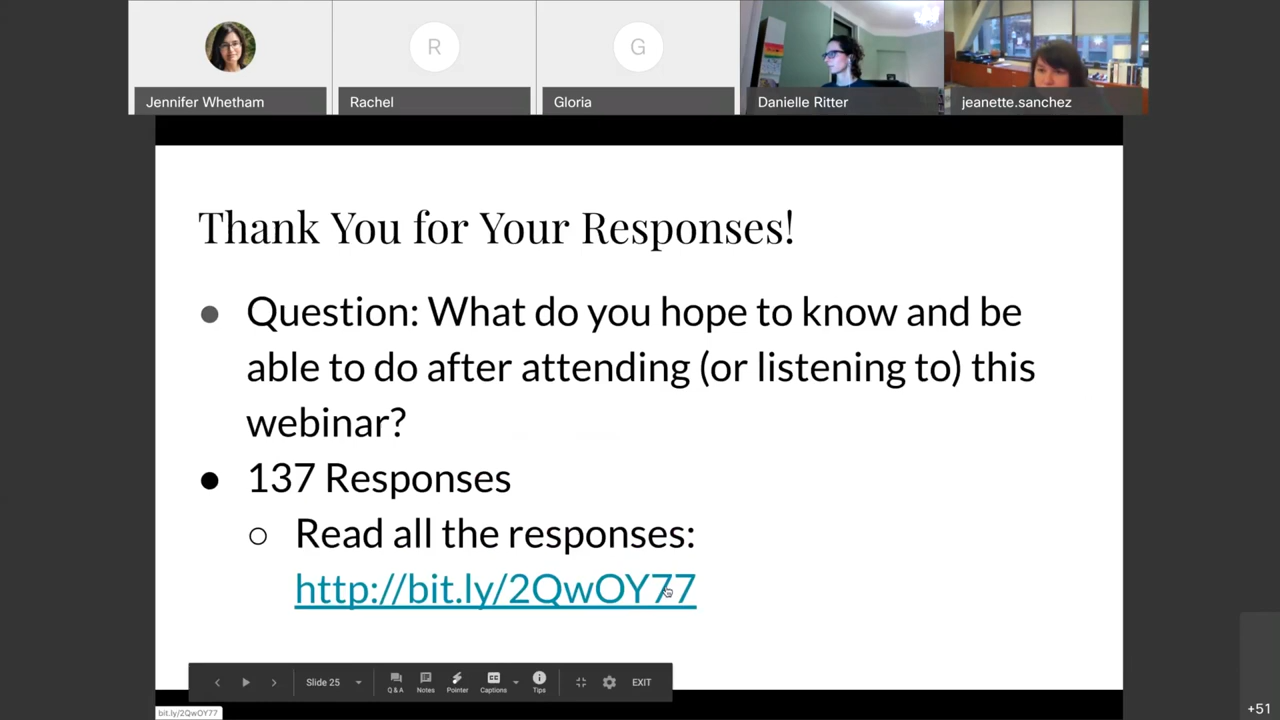 R
G
Jennifer Whetham
Rachel
Gloria
Danielle Ritter
jeanette.sanchez
Thank You for Your Responses!
● Question: What do you hope to know and be
able to do after attending (or listening to) this
webinar?
● 137 Responses
○ Read all the responses:
http://bit.ly/2QwOY77
Slide 25
Q & A
Notes
Pointer
CC
Captions
Tips
EXIT
bit.ly/2QwOY77
+51